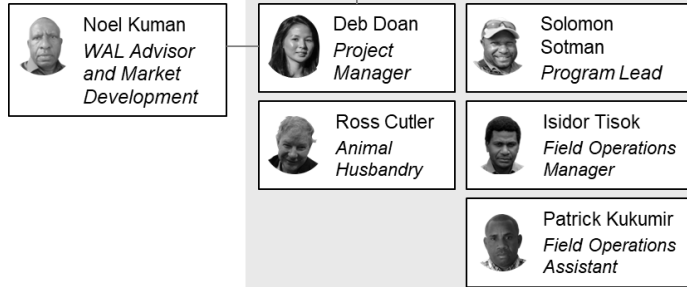 Noel Kuman
WAL Advisor
and Market
Development
Deb Doan
Project
Manager
Solomon
Sotman
Program Lead
Ross Cutler
Animal
Husbandry
Isidor Tisok
Field Operations
Manager
Patrick Kukumir
Field Operations
Assistant